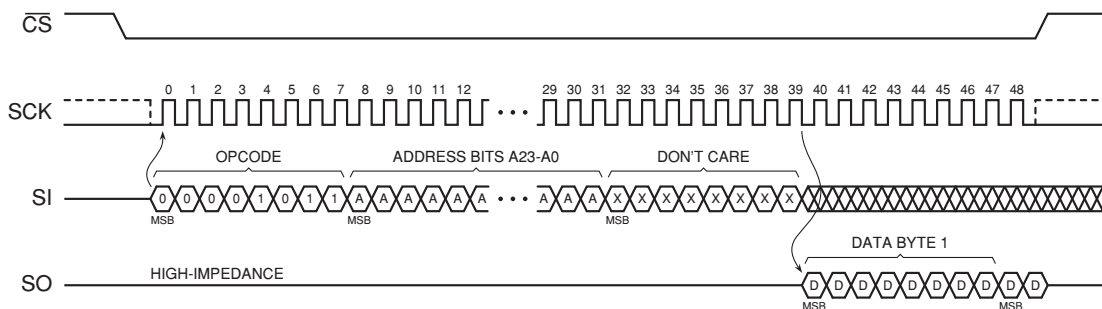 CS
0 1 2 3 4 5 6 7 8 9 10 11 12 29 30 31 32 33 34 35 36 37 38 39 40 41 42 43 44 45 46 47 48
SCK
OPCODE ADDRESS BITS A23-A0 DON'T CARE
SI 0 0 0 0 1 0 1 1 A A A A A A A A A X X X X X X X X
MSB MSB MSB
DATA BYTE 1
HIGH-IMPEDANCE
SO D D D D D D D D D D
MSB MSB